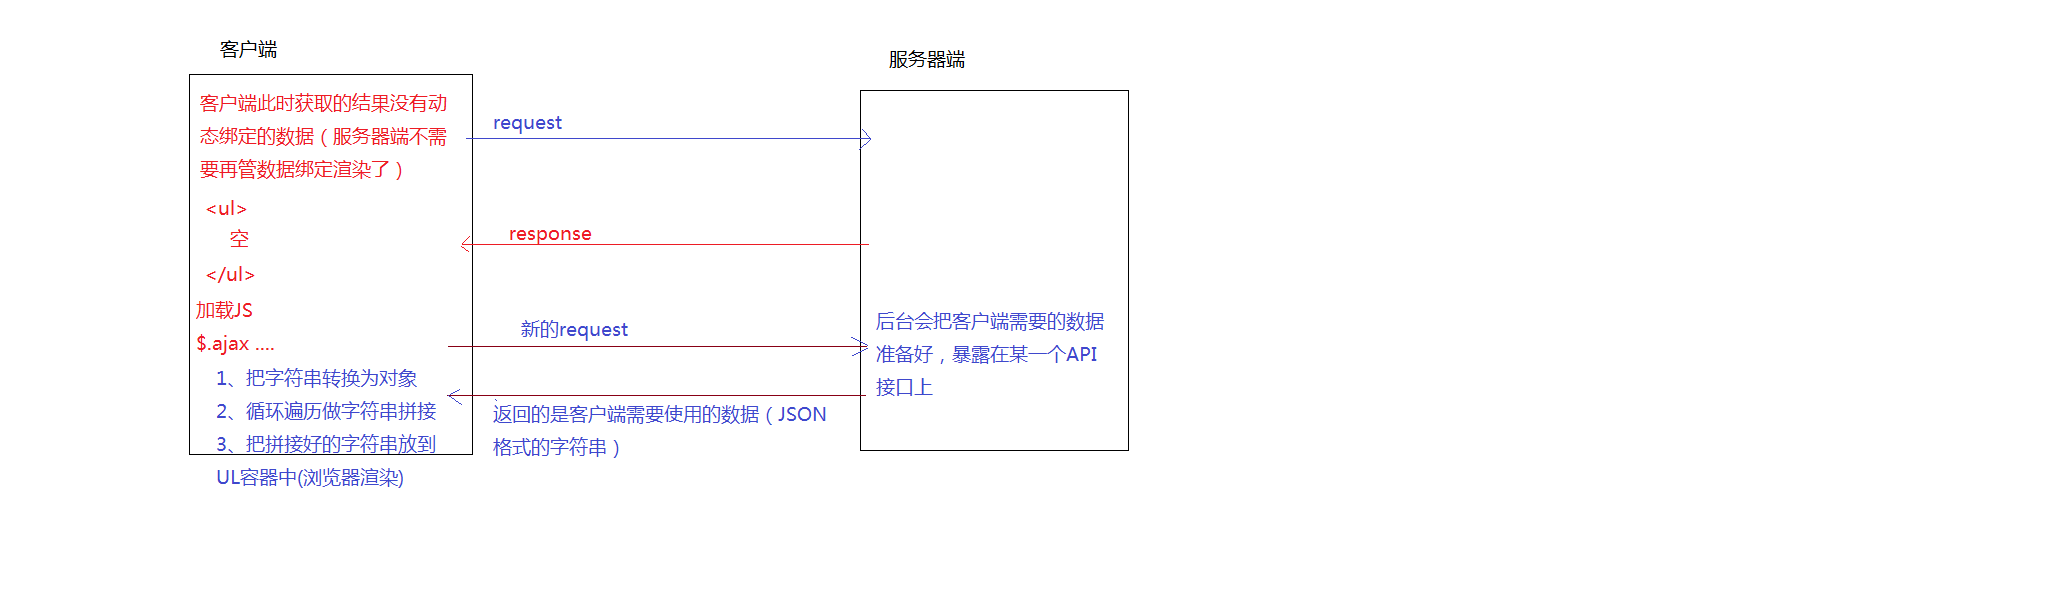 客户端
客户端此时获取的结果没有动
态绑定的数据（服务器端不需
要再管数据绑定渲染了）
<ul>
空
</ul>
加载JS
$.ajax ....
1、把字符串转换为对象
2、循环遍历做字符串拼接
3、把拼接好的字符串放到
UL容器中(浏览器渲染)
request
response
新的request
返回的是客户端需要使用的数据（JSON
格式的字符串）
服务器端
后台会把客户端需要的数据
准备好，暴露在某一个API
接口上